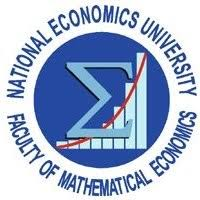 NATIONAL ECONOMICS UNIVERSITY
Σ
FACULTY OF MATHEMATICAL ECONOMICS